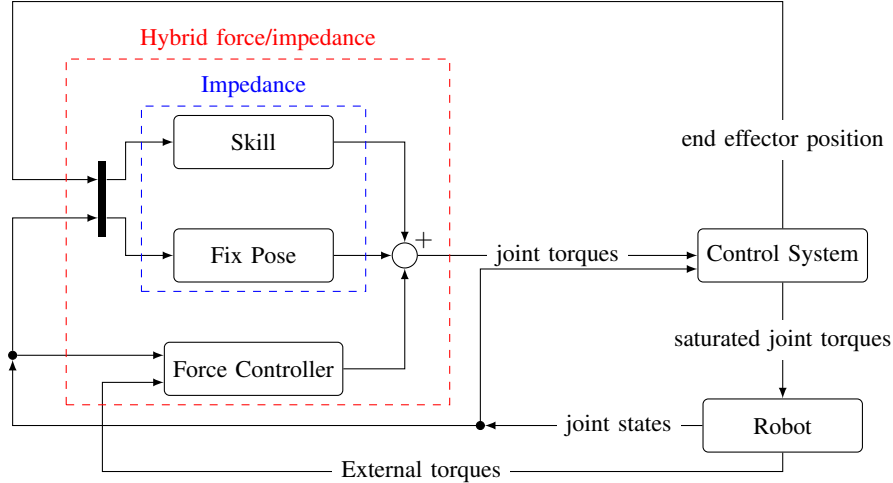 Hybrid force/impedance
Impedance
Skill
end effector position
Fix Pose
+
joint torques
Control System
saturated joint torques
Force Controller
joint states
Robot
External torques